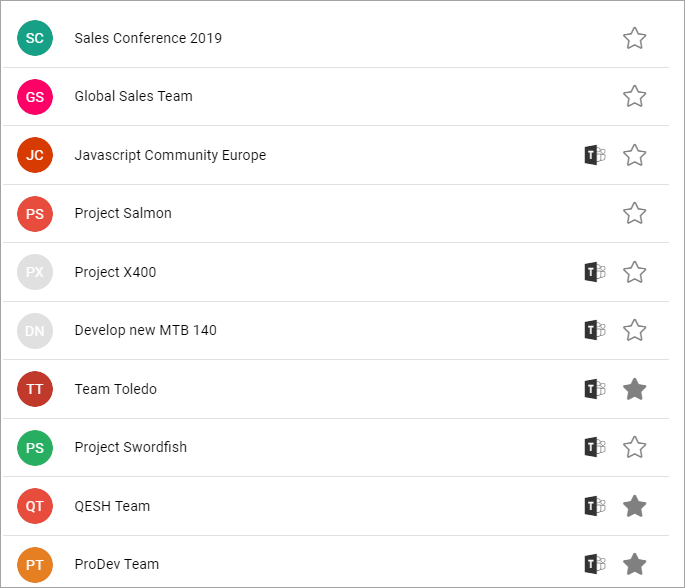 SC Sales Conference 2019
GS Global Sales Team
JC Javascript Community Europe T
PS Project Salmon
PX Project X400 T
DN Develop new MTB 140 T
TT Team Toledo T
PS Project Swordfish T
QT QESH Team T
PT ProDev Team T